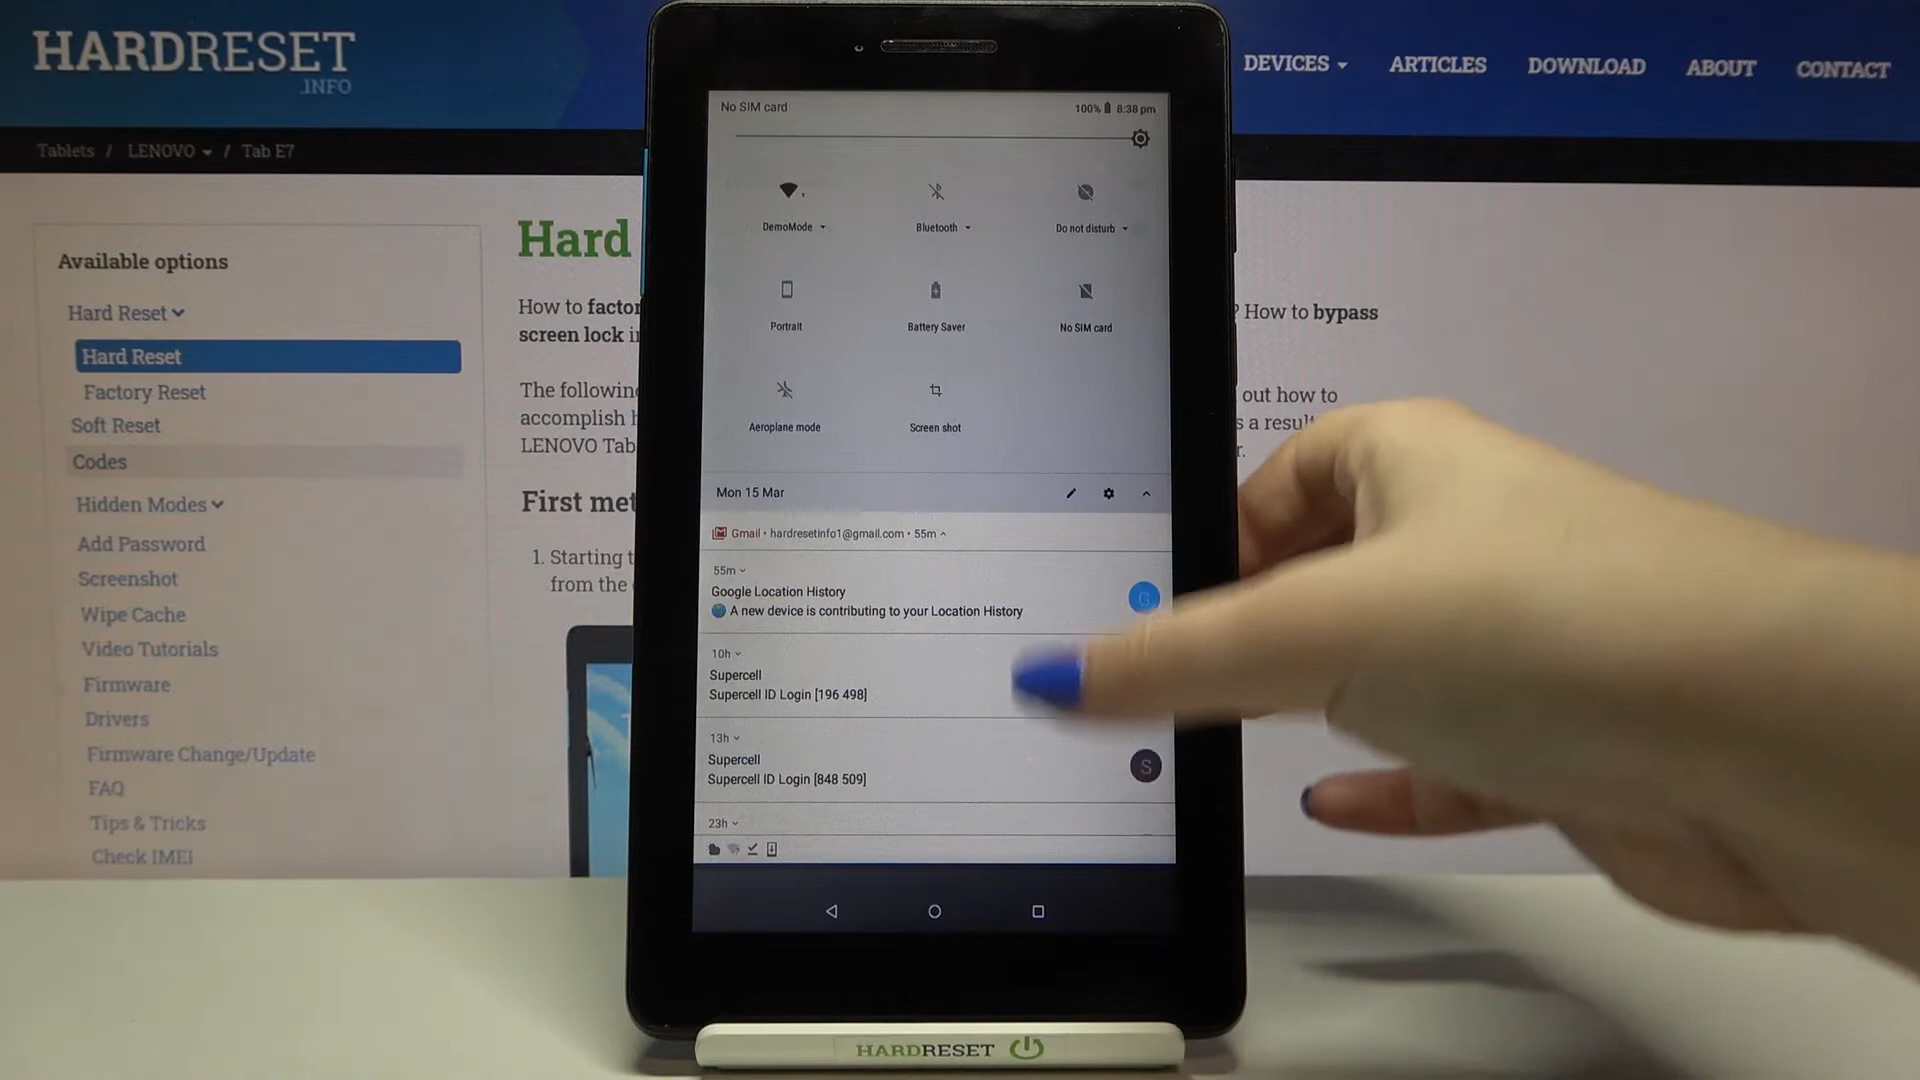 HARDRESET
.INFO
DEVICES
ARTICLES
DOWNLOAD
ABOUT
CONTACT
Tablets / LENOVO / Tab E7
Available options
Hard Reset
Hard Reset
Factory Reset
Soft Reset
Codes
Hidden Modes
Add Password
Screenshot
Wipe Cache
Video Tutorials
Firmware
Drivers
Firmware Change/Update
FAQ
Tips & Tricks
Check IMEI
Hard
How to
screen lock
? How to bypass
The following
out how to
accomplish
s a result
LENOVO Tab
r.
First
1. Starting
from the
No SIM card
100% 8:38 pm
DemoMode
Bluetooth
Do not disturb
Portrait
Battery Saver
No SIM card
Aeroplane mode
Screen shot
Mon 15 Mar
Gmail • hardresetinfo1@gmail.com • 55m
55m
Google Location History
A new device is contributing to your Location History
G
10h
Supercell
Supercell ID Login [196 498]
13h
Supercell
Supercell ID Login [848 509]
S
23h
HARDRESET